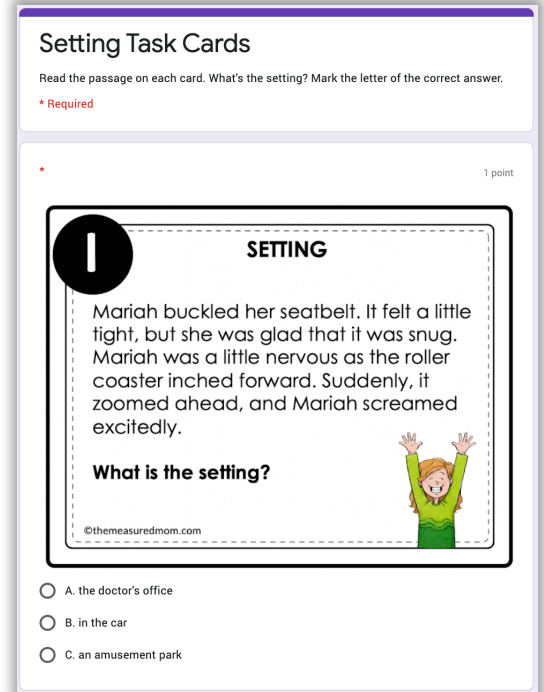 Setting Task Cards
Read the passage on each card. What's the setting? Mark the letter of the correct answer.
* Required
*
1 point
1
SETTING
Mariah buckled her seatbelt. It felt a little
tight, but she was glad that it was snug.
Mariah was a little nervous as the roller
coaster inched forward. Suddenly, it
zoomed ahead, and Mariah screamed
excitedly.
What is the setting?
©themeasuredmom.com
A. the doctor's office
B. in the car
C. an amusement park